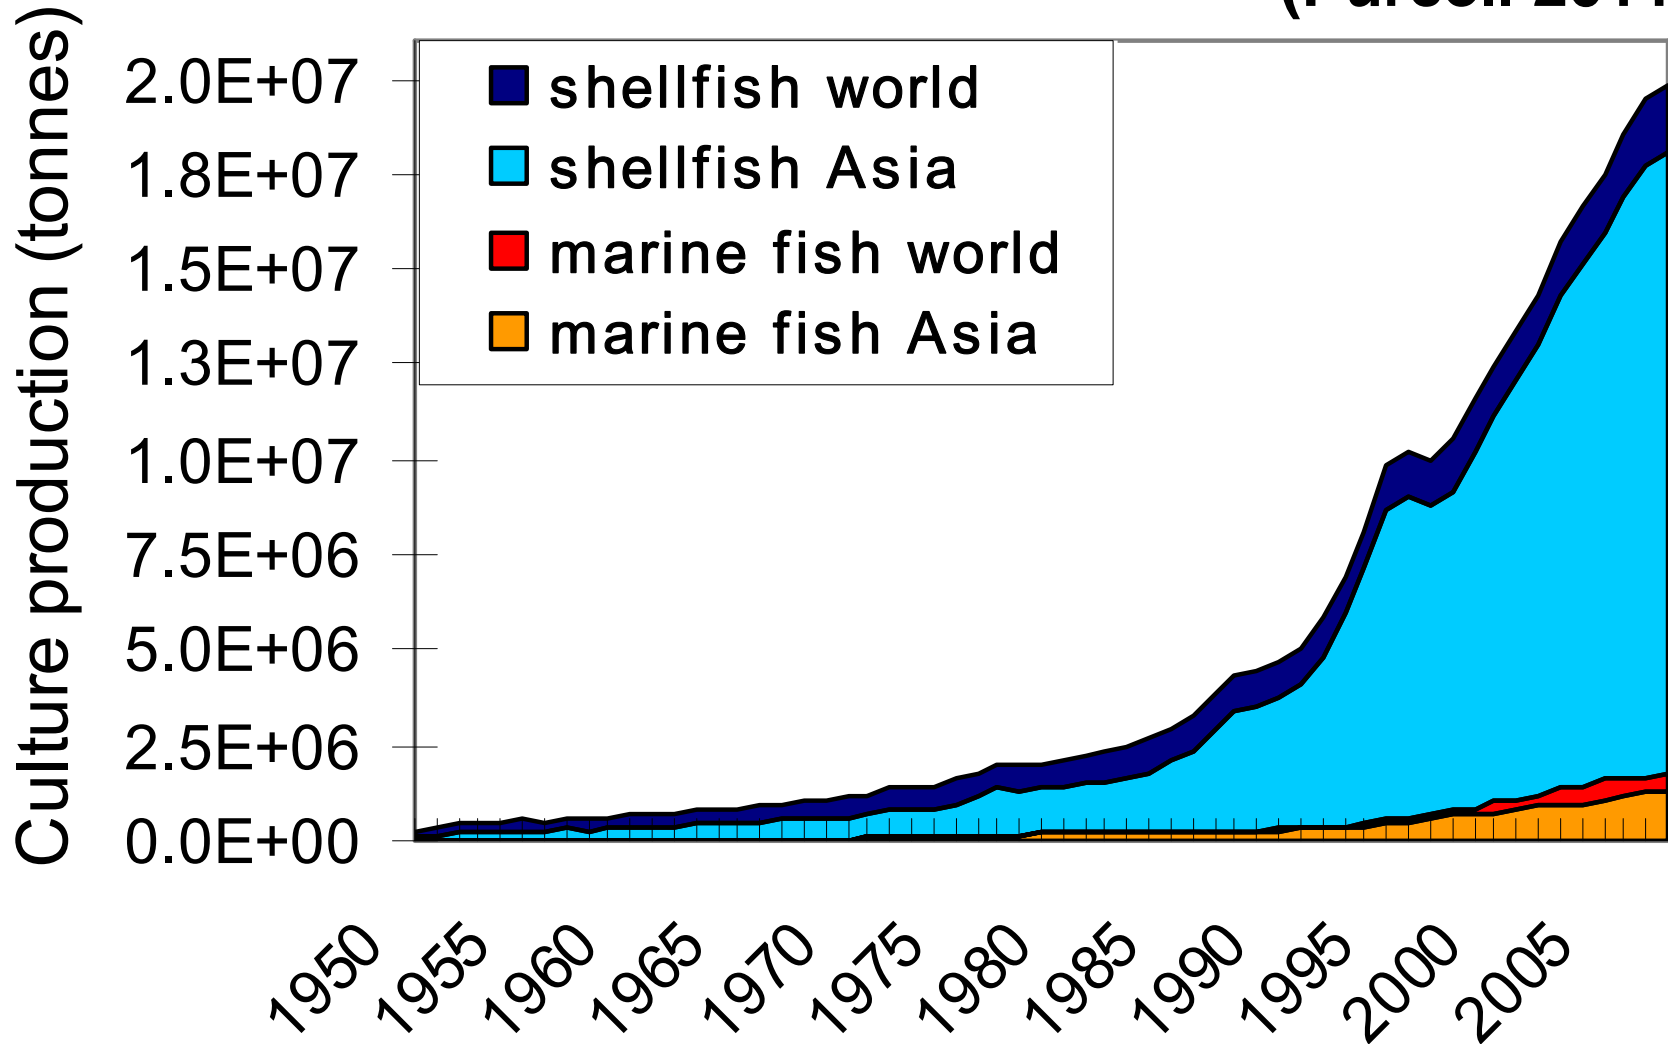 Culture production (tonnes)
2.0E+07
1.8E+07
1.5E+07
1.3E+07
1.0E+07
7.5E+06
5.0E+06
2.5E+06
0.0E+00
shellfish world
shellfish Asia
marine fish world
marine fish Asia
1950
1955
1960
1965
1970
1975
1980
1985
1990
1995
2000
2005